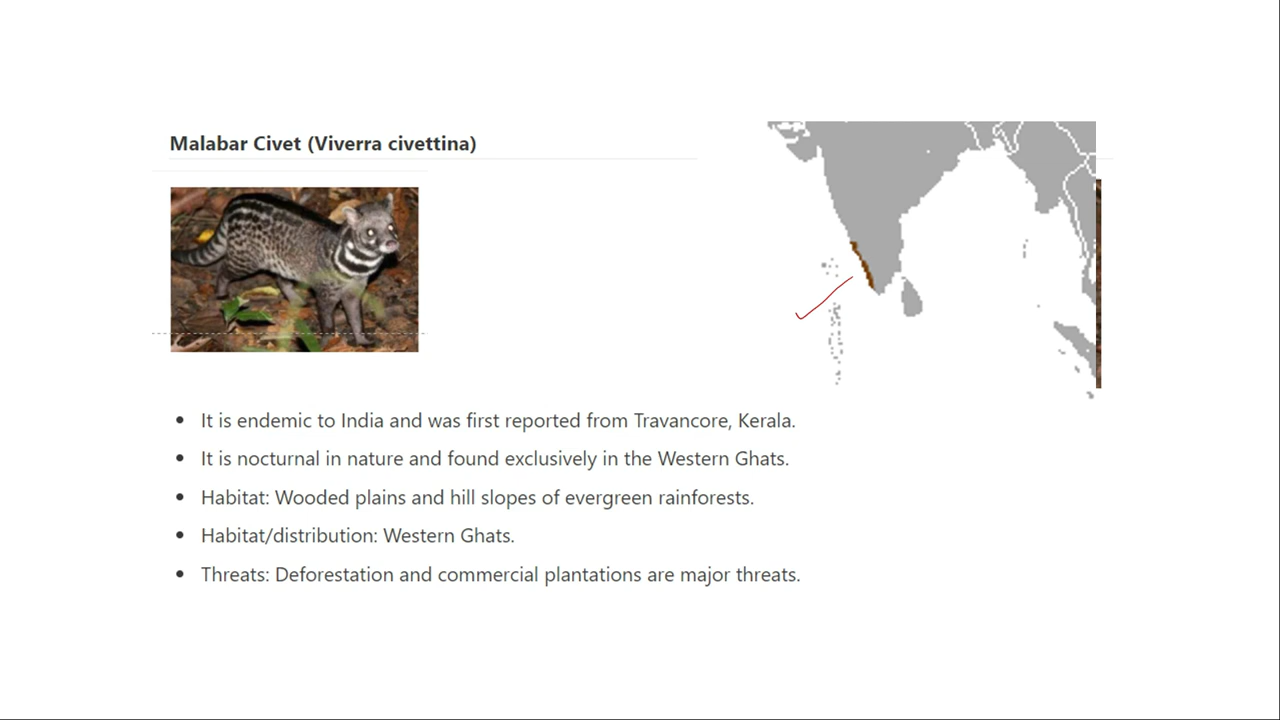 Malabar Civet (Viverra civettina)
• It is endemic to India and was first reported from Travancore, Kerala.
• It is nocturnal in nature and found exclusively in the Western Ghats.
• Habitat: Wooded plains and hill slopes of evergreen rainforests.
• Habitat/distribution: Western Ghats.
• Threats: Deforestation and commercial plantations are major threats.